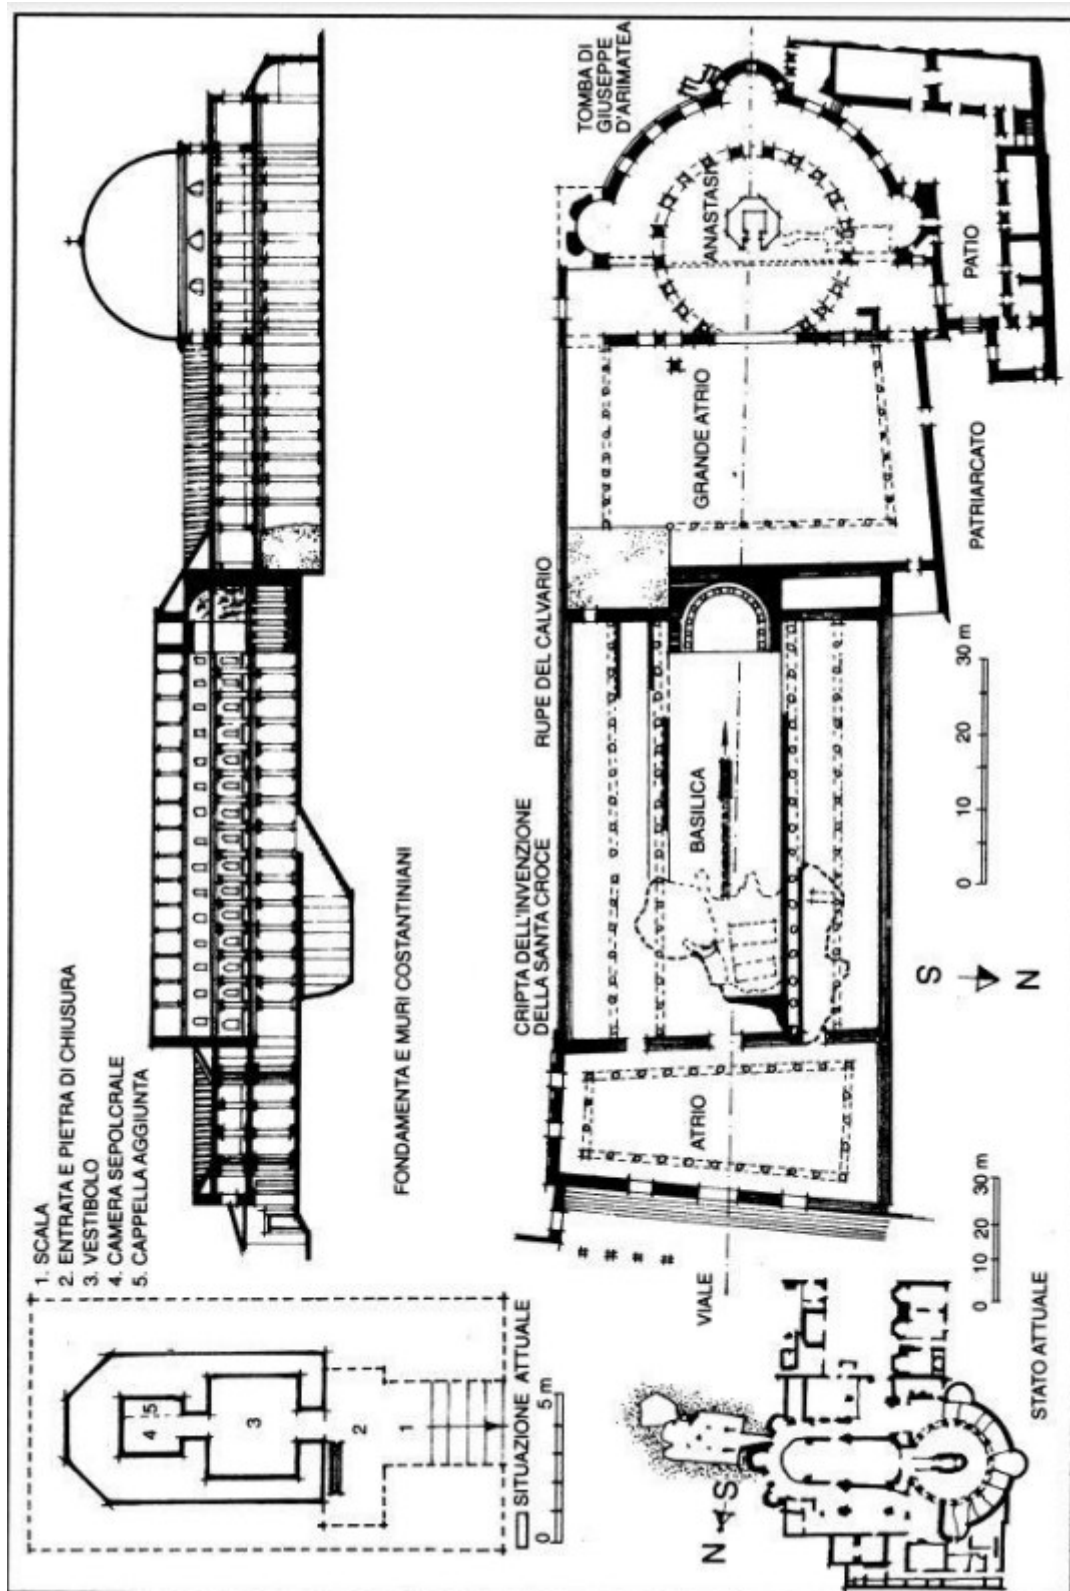 1. SCALA
2. ENTRATA E PIETRA DI CHIUSURA
3. VESTIBOLO
4. CAMERA SEPOLCRALE
5. CAPPELLA AGGIUNTA
4
5
3
2
1
SITUAZIONE ATTUALE
0 5 m
FONDAMENTA E MURI COSTANTINIANI
CRIPTA DELL'INVENZIONE
DELLA SANTA CROCE
RUPE DEL CALVARIO
TOMBA DI
GIUSEPPE
D'ARIMATEA
VIALE
ATRIO
BASILICA
GRANDE ATRIO
ANASTASI
PATIO
PATRIARCATO
S
N
0 10 20 30 m
0 10 20 30 m
N
S
STATO ATTUALE